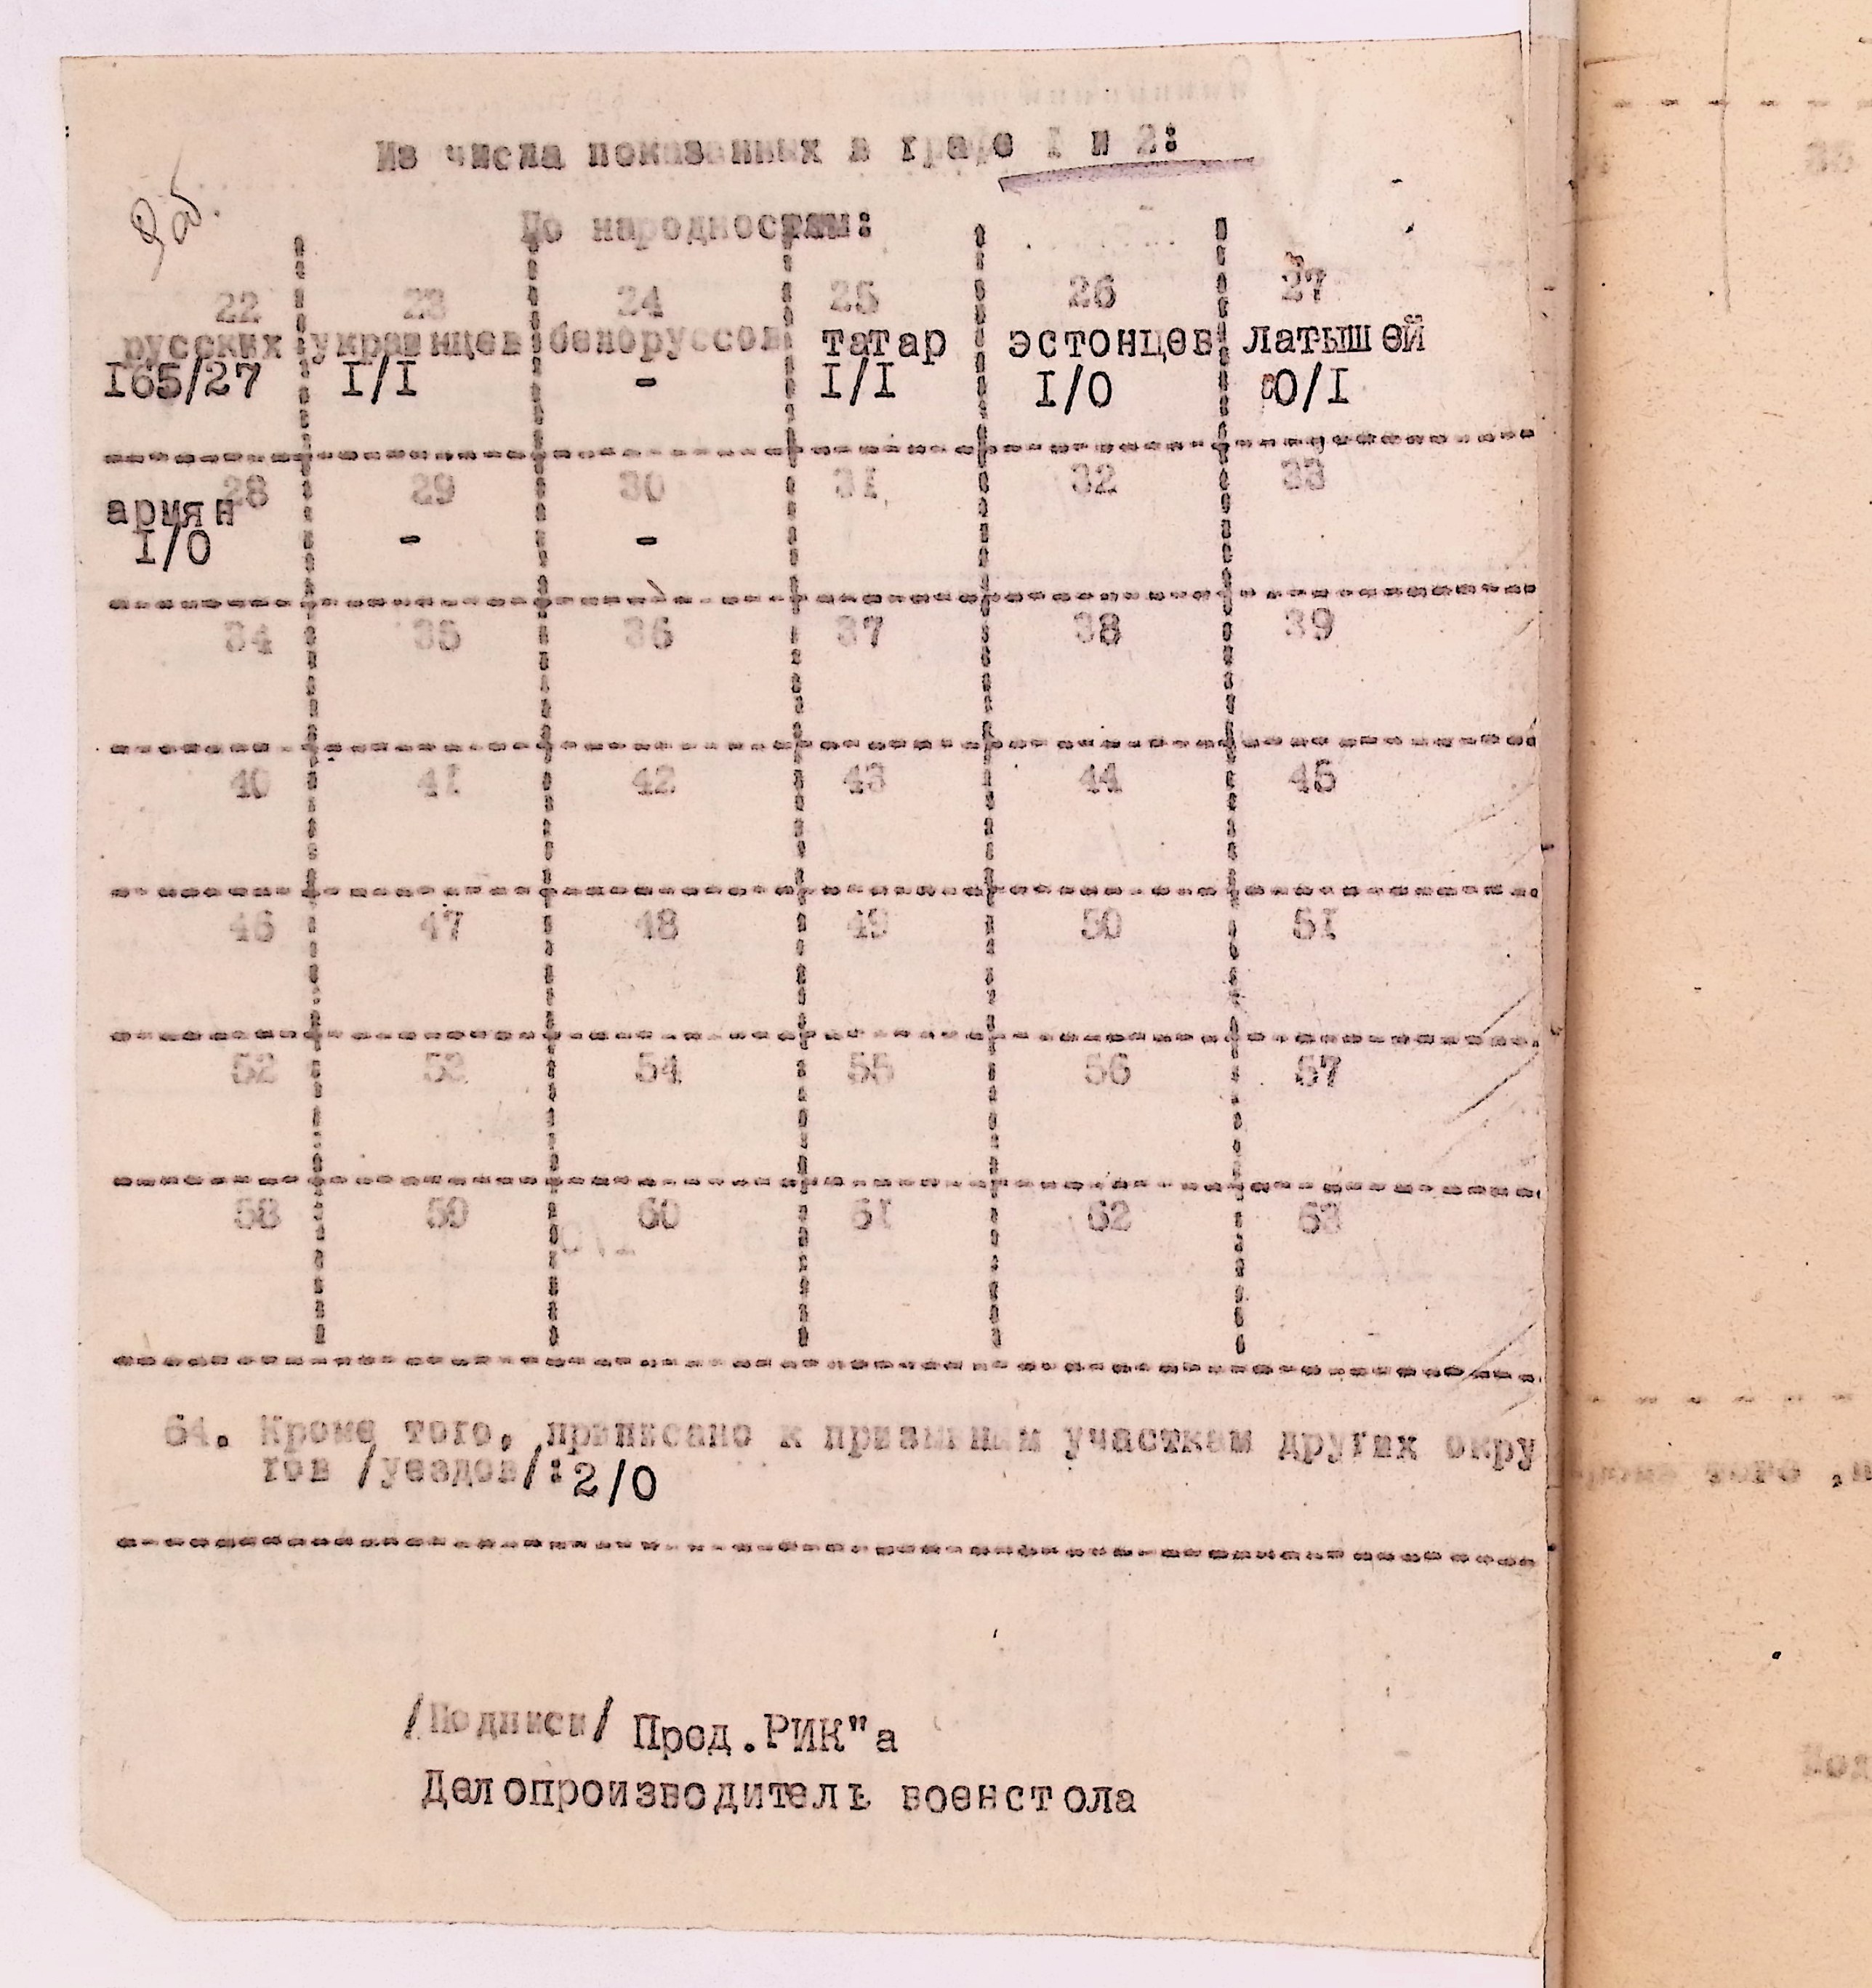 Из числа показанных в графе I и 2:
По народностям:
22 23 24 25 26 27
русских украинцев белоруссов татар эстонцев латышей
I65/27 I/I - I/I I/0 0/I
28 29 30 31 32 33
армян
I/0 - -
34 35 36 37 38 39
40 41 42 43 44 45
46 47 48 49 50 51
52 53 54 55 56 57
58 59 60 61 62 63
64. Кроме того, приписано к призывным участкам других окру
гов /уездов/: 2/0
/Подписи/ Прод.РИК"а
Делопроизводитель военстола